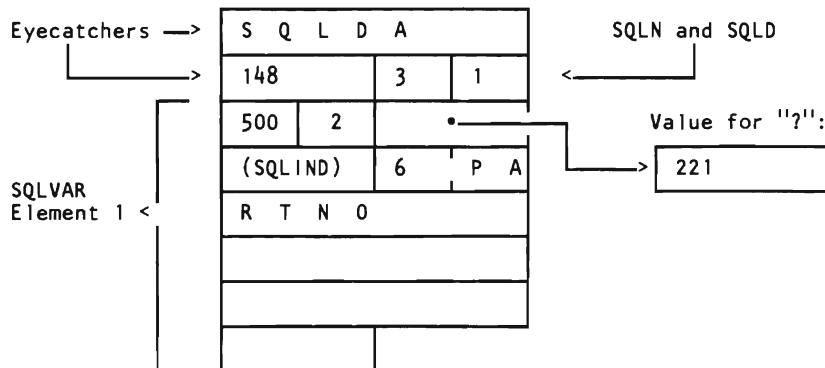 Eyecatchers —> S Q L D A SQLN and SQLD
> 148 3 1 <
500 2 Value for "?":
(SQLIND) 6 P A > 221
SQLVAR
Element 1 < R T N O